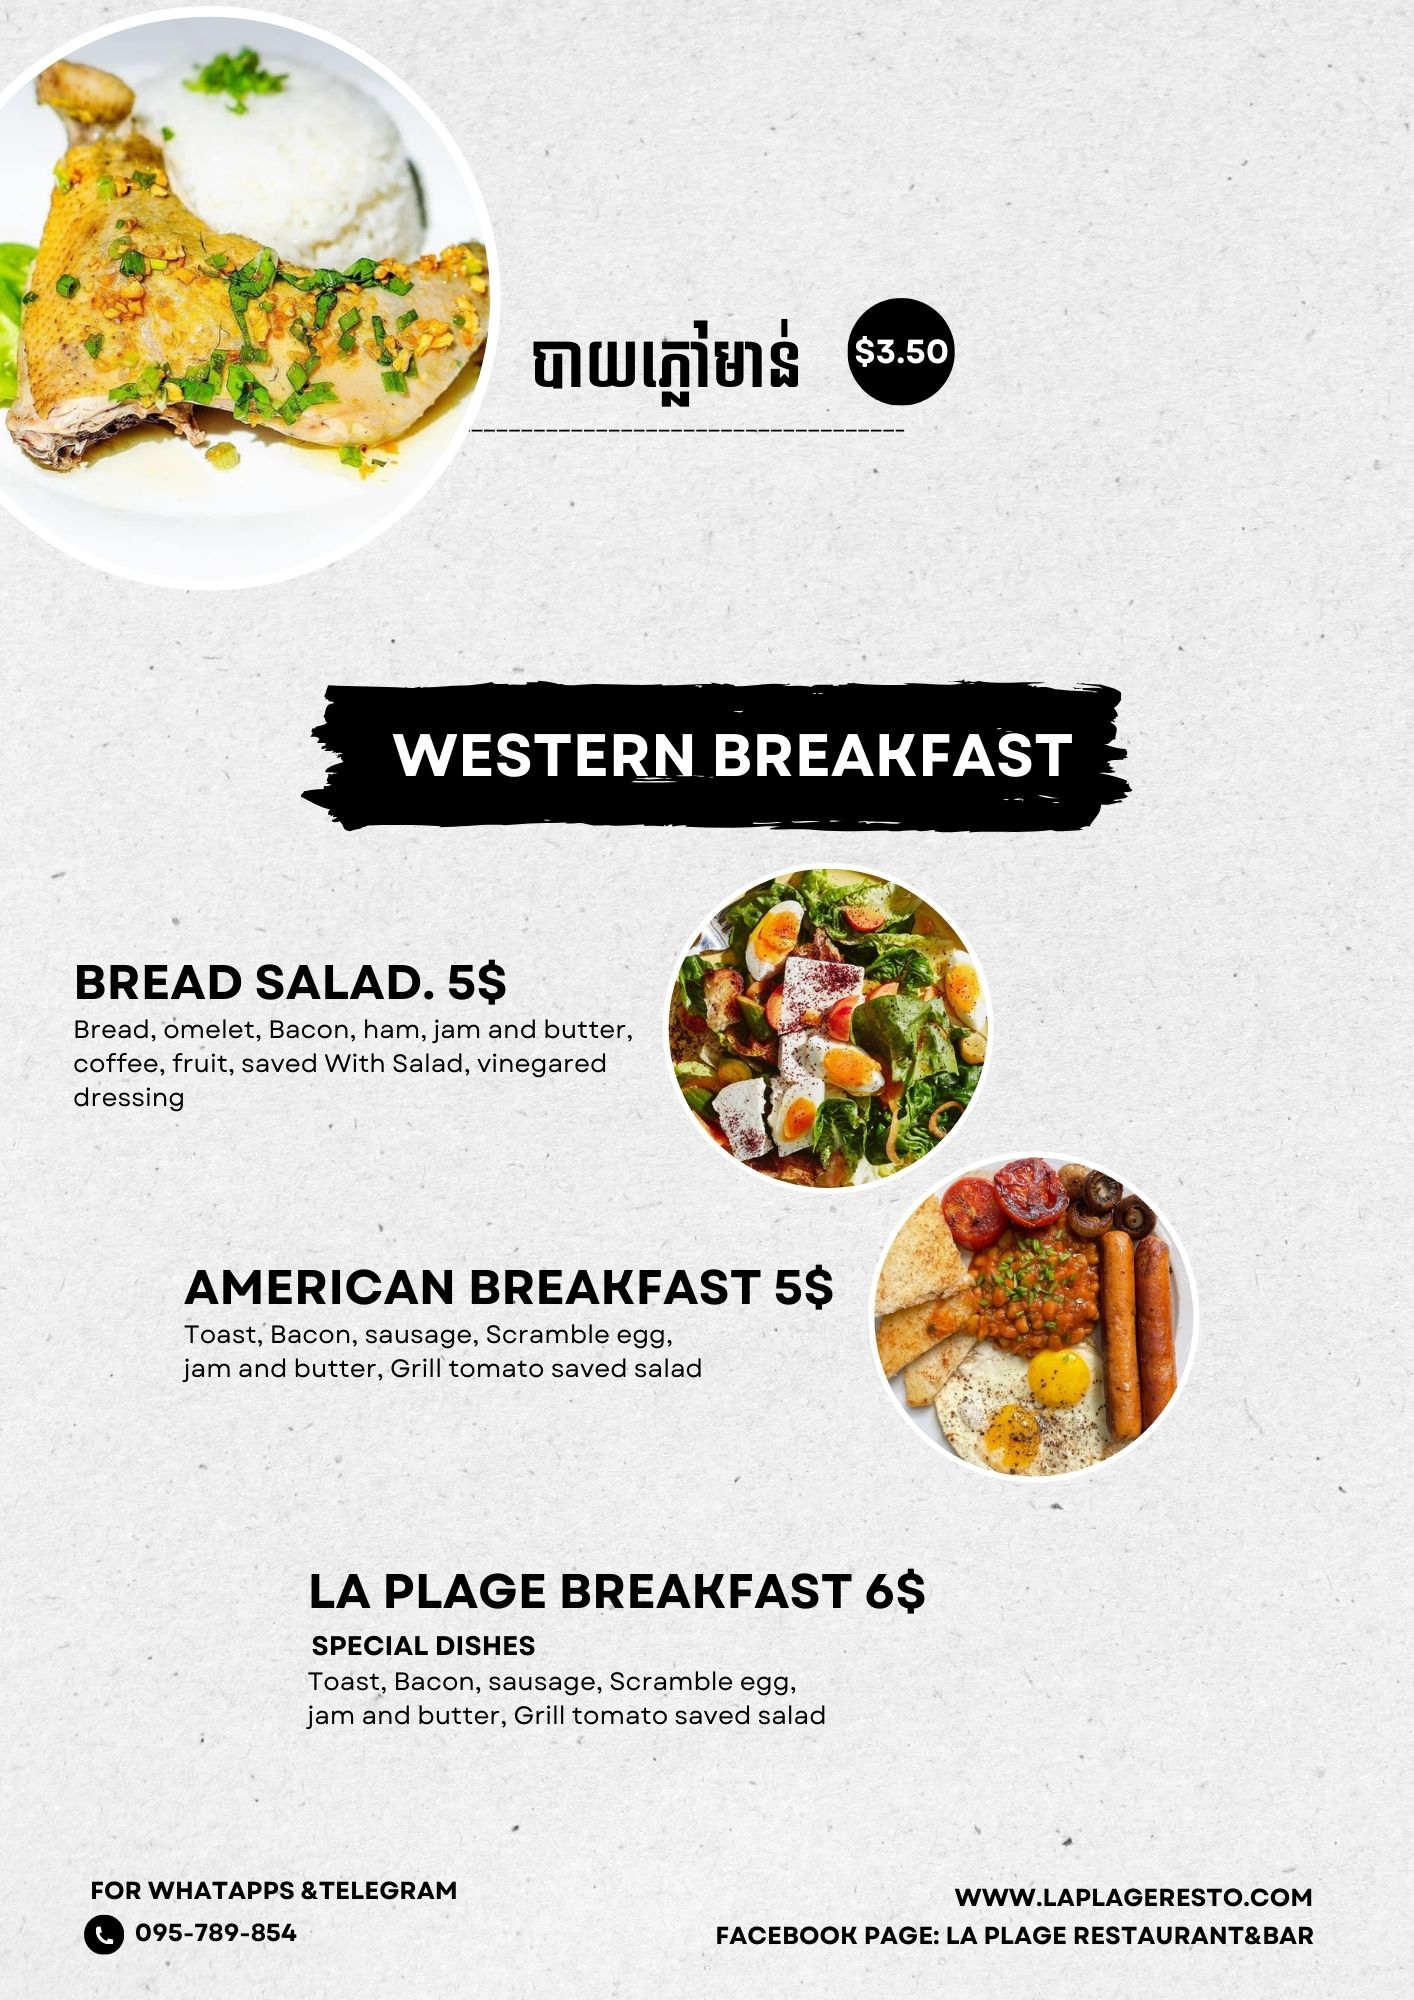 បាយភ្លៅមាន់
$3.50
WESTERN BREAKFAST
BREAD SALAD. 5$
Bread, omelet, Bacon, ham, jam and butter,
coffee, fruit, saved With Salad, vinegared
dressing
AMERICAN BREAKFAST 5$
Toast, Bacon, sausage, Scramble egg,
jam and butter, Grill tomato saved salad
LA PLAGE BREAKFAST 6$
SPECIAL DISHES
Toast, Bacon, sausage, Scramble egg,
jam and butter, Grill tomato saved salad
FOR WHATAPPS &TELEGRAM
095-789-854
WWW.LAPLAGERESTO.COM
FACEBOOK PAGE: LA PLAGE RESTAURANT&BAR